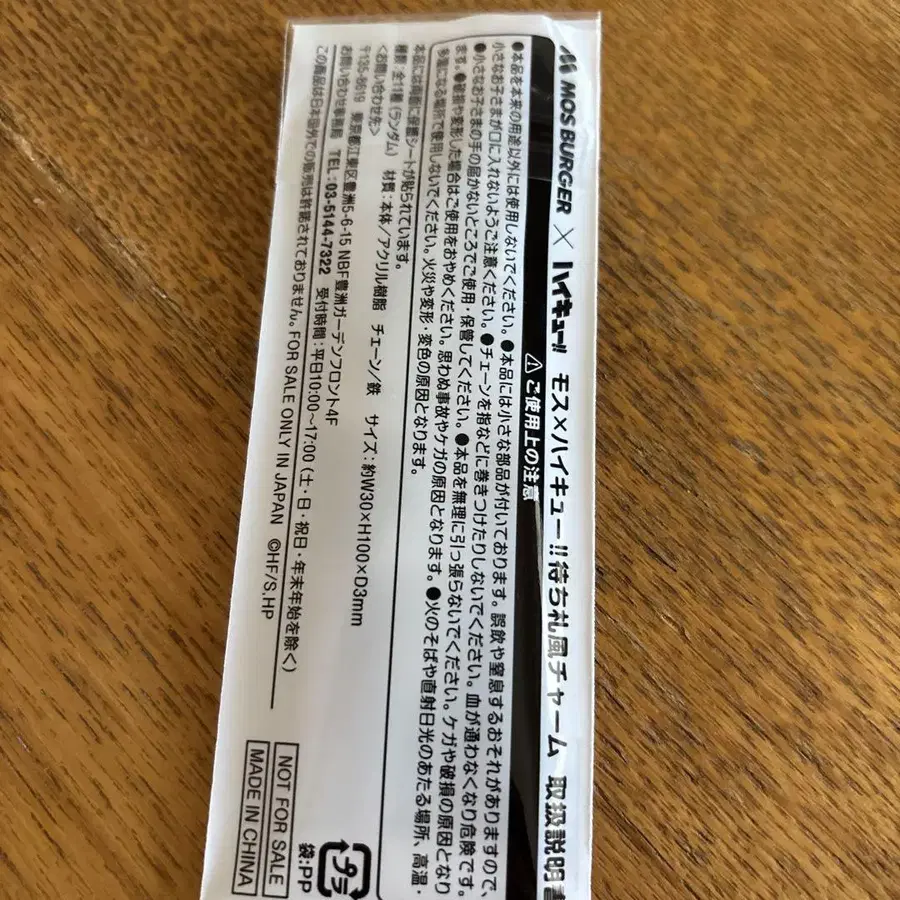 MOS BURGER × ハイキュー!! モス×ハイキュー!!待ち札風チャーム 取扱説明書
⚠ご使用上の注意
●本品を本来の用途以外には使用しないでください。●本品には小さな部品が付いております。誤飲や窒息するおそれがありますので、
小さなお子さまが口に入れないようご注意ください。●チェーンを指などに巻きつけたりしないでください。血が通わなくなり危険です。
●小さなお子さまの手の届かないところでご使用・保管してください。●本品を無理に引っ張らないでください。ケガや破損の原因となり
ます。●破損や変形した場合はご使用をおやめください。思わぬ事故やケガの原因となります。●火のそばや直射日光のあたる場所、高温・
多湿になる場所で使用しないでください。火災や変形・変色の原因となります。
本品には両面に保護シートが貼られています。
種類:全11種(ランダム) 材質:本体/アクリル樹脂 チェーン/鉄 サイズ:約W30×H100×D3mm
<お問い合わせ先>
〒135-8619 東京都江東区豊洲5-6-15 NBF豊洲ガーデンフロント4F
お問い合わせ事務局 TEL:03-5144-7322 受付時間:平日10:00~17:00(土・日・祝日・年末年始を除く)
この商品は日本国外での販売は許諾されておりません。FOR SALE ONLY IN JAPAN ©HF/S,HP
プラ
袋:PP
NOT FOR SALE
MADE IN CHINA